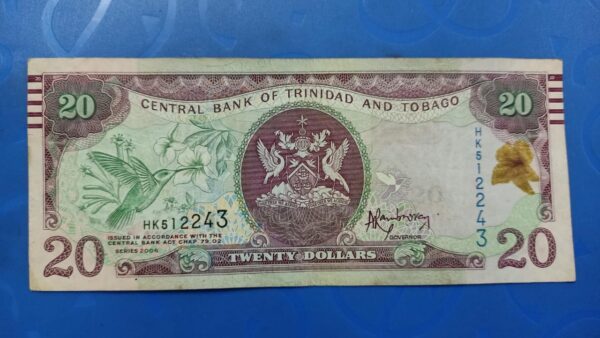 20
CENTRAL BANK OF TRINIDAD AND TOBAGO
20
HK512243
HK512243
ISSUED IN ACCORDANCE WITH THE
CENTRAL BANK ACT CHAP 79.02
SERIES 2006
GOVERNOR
20
TWENTY DOLLARS
20